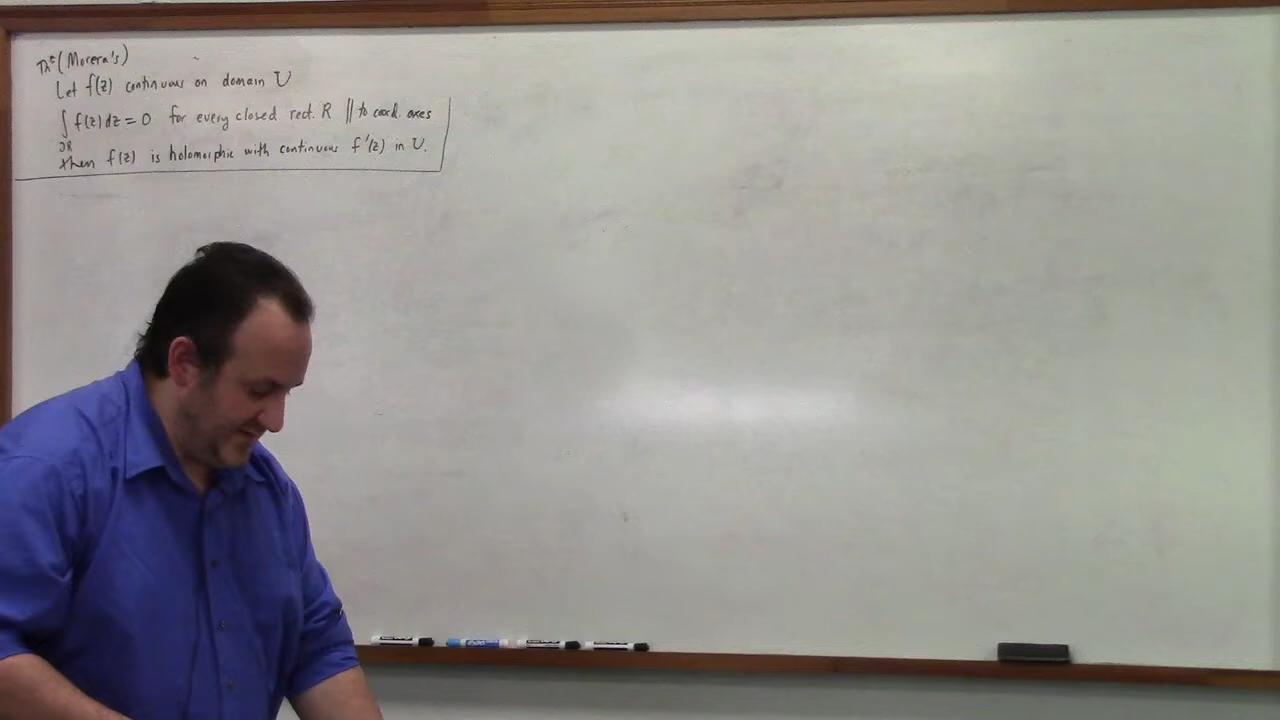 Thᵐ (Morera's)
Let f(z) continuous on domain U
∫ f(z) dz = 0 for every closed rect. R || to coord. axes
∂R
then f(z) is holomorphic with continuous f'(z) in U.